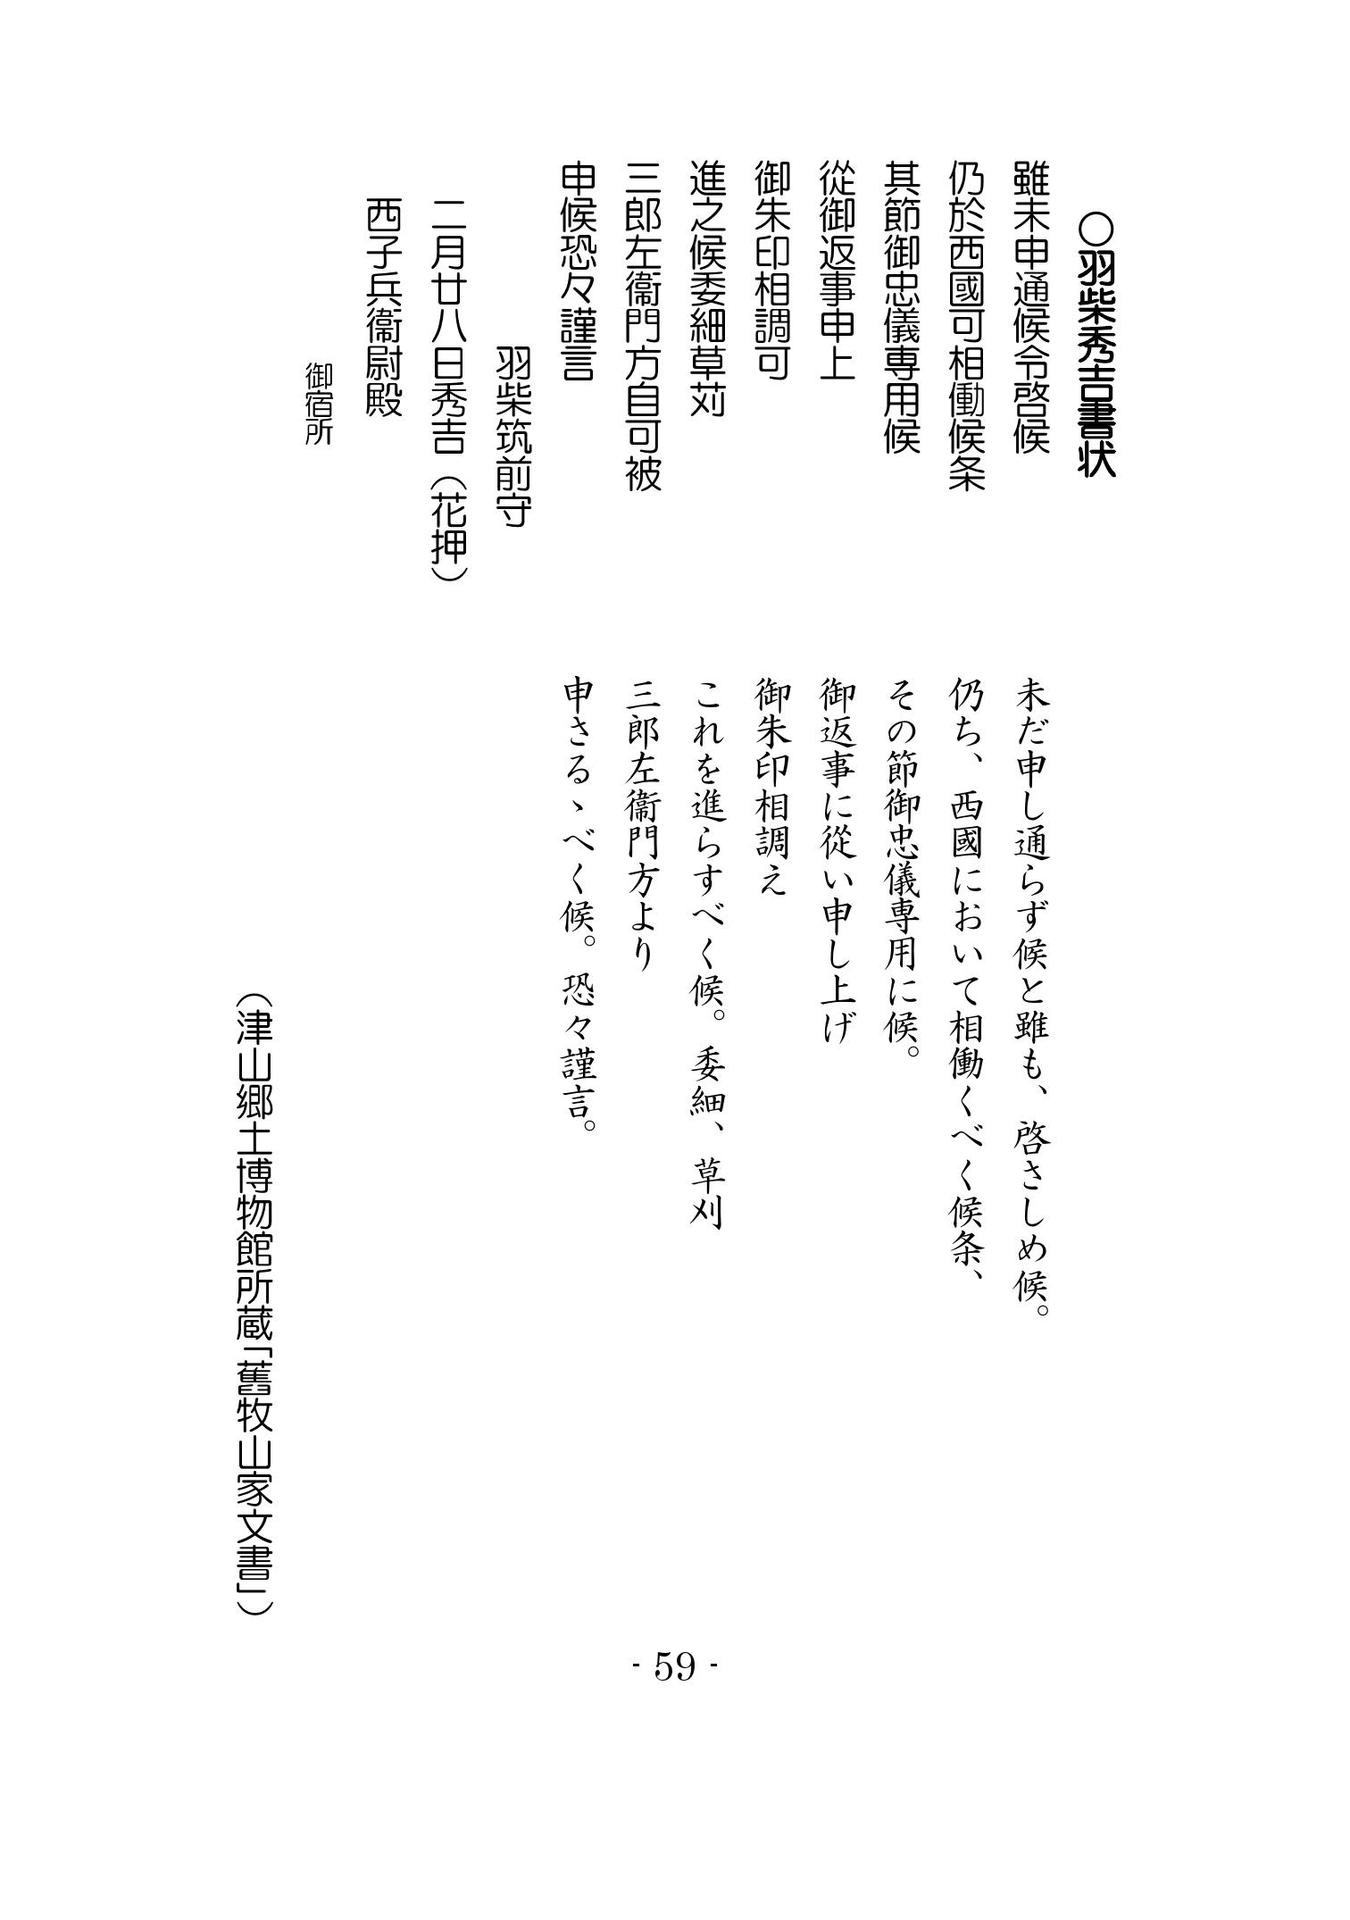 ○羽柴秀吉書状
雖未申通候令啓候
仍於西國可相働候条
其節御忠儀専用候
從御返事申上
御朱印相調可
進之候委細草苅
三郎左衞門方自可被
申候恐々謹言
羽柴筑前守
二月廿八日秀吉（花押）
西子兵衞尉殿
御宿所
未だ申し通らず候と雖も、啓さしめ候。
仍ち、西國において相働くべく候条、
その節御忠儀専用に候。
御返事に從い申し上げ
御朱印相調え
これを進らすべく候。委細、草刈
三郎左衞門方より
申さるゝべく候。恐々謹言。
（津山郷土博物館所蔵「舊牧山家文書」）
- 59 -